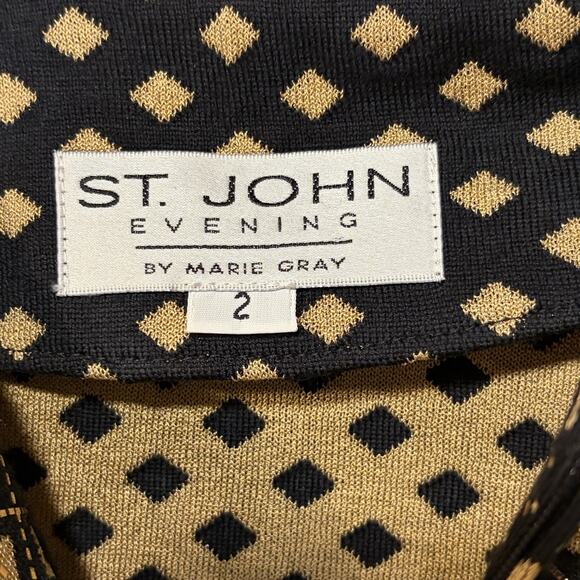 ST. JOHN
EVENING
BY MARIE GRAY
2